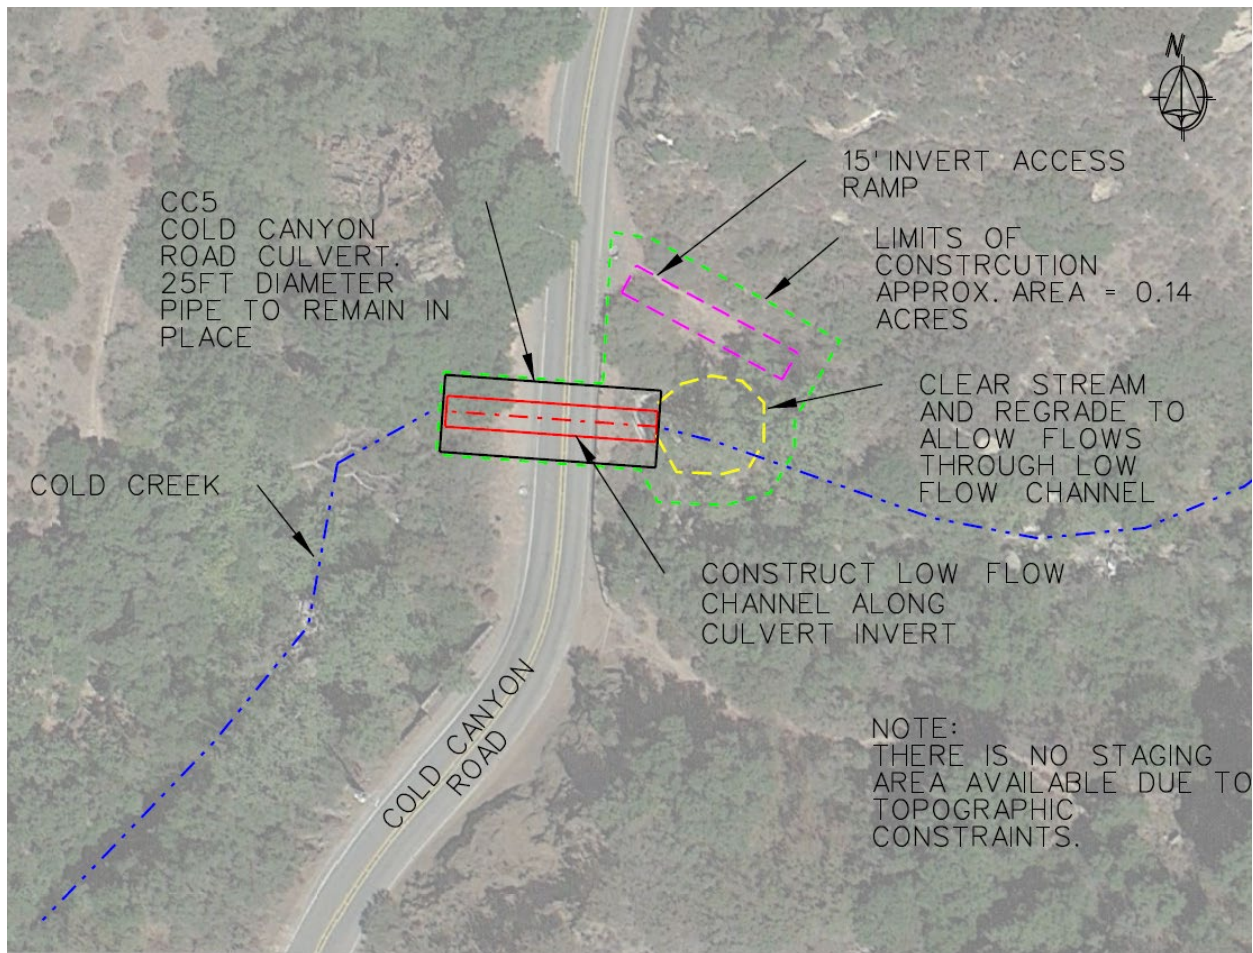 N
15' INVERT ACCESS
RAMP
CC5
COLD CANYON
ROAD CULVERT.
25FT DIAMETER
PIPE TO REMAIN IN
PLACE
LIMITS OF
CONSTRCUTION
APPROX. AREA = 0.14
ACRES
CLEAR STREAM
AND REGRADE TO
ALLOW FLOWS
THROUGH LOW
FLOW CHANNEL
COLD CREEK
CONSTRUCT LOW FLOW
CHANNEL ALONG
CULVERT INVERT
COLD CANYON
ROAD
NOTE:
THERE IS NO STAGING
AREA AVAILABLE DUE TO
TOPOGRAPHIC
CONSTRAINTS.